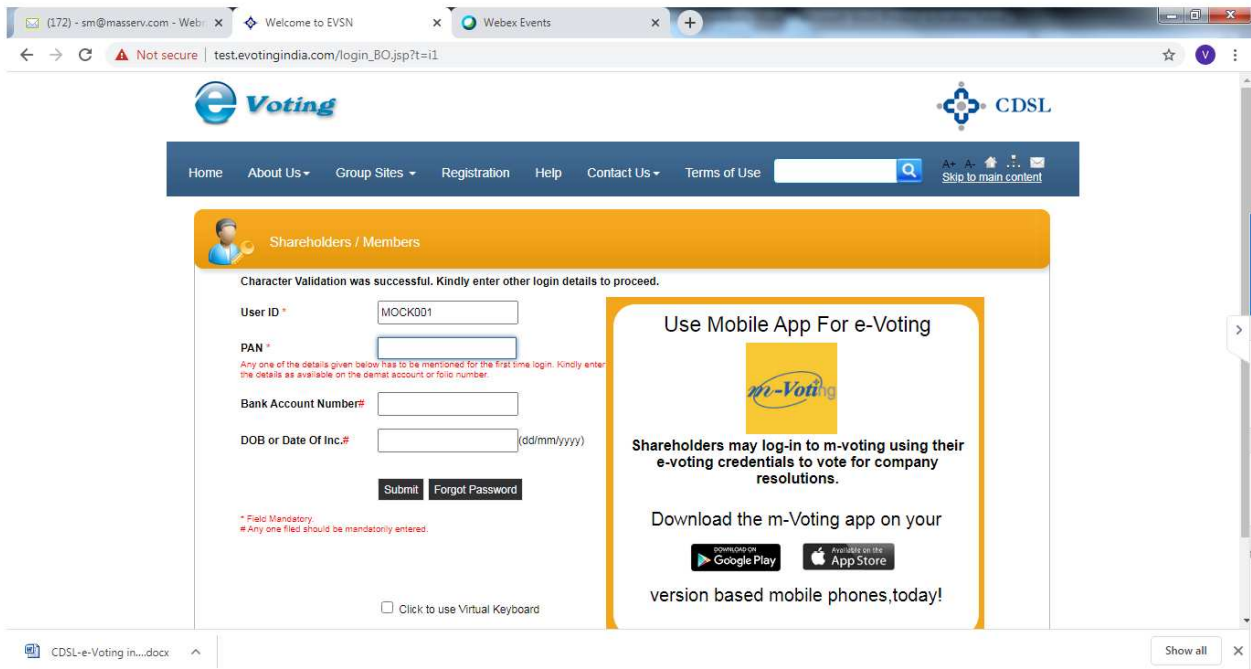 (172) - sm@masserv.com - Web
Welcome to EVSN
Webex Events
Not secure | test.evotingindia.com/login_BO.jsp?t=i1
V
e Voting
CDSL
Home About Us Group Sites Registration Help Contact Us Terms of Use
A+ A-
Skip to main content
Shareholders / Members
Character Validation was successful. Kindly enter other login details to proceed.
User ID * MOCK001
PAN *
Any one of the details given below has to be mentioned for the first time login. Kindly enter
the details as available on the demat account or folio number.
Bank Account Number#
DOB or Date Of Inc.# (dd/mm/yyyy)
Submit Forgot Password
* Field Mandatory.
# Any one filed should be mandatorily entered.
Click to use Virtual Keyboard
Use Mobile App For e-Voting
m-Voting
Shareholders may log-in to m-voting using their
e-voting credentials to vote for company
resolutions.
Download the m-Voting app on your
DOWNLOAD ON
Google Play
Available on the
App Store
version based mobile phones,today!
CDSL-e-Voting in....docx
Show all